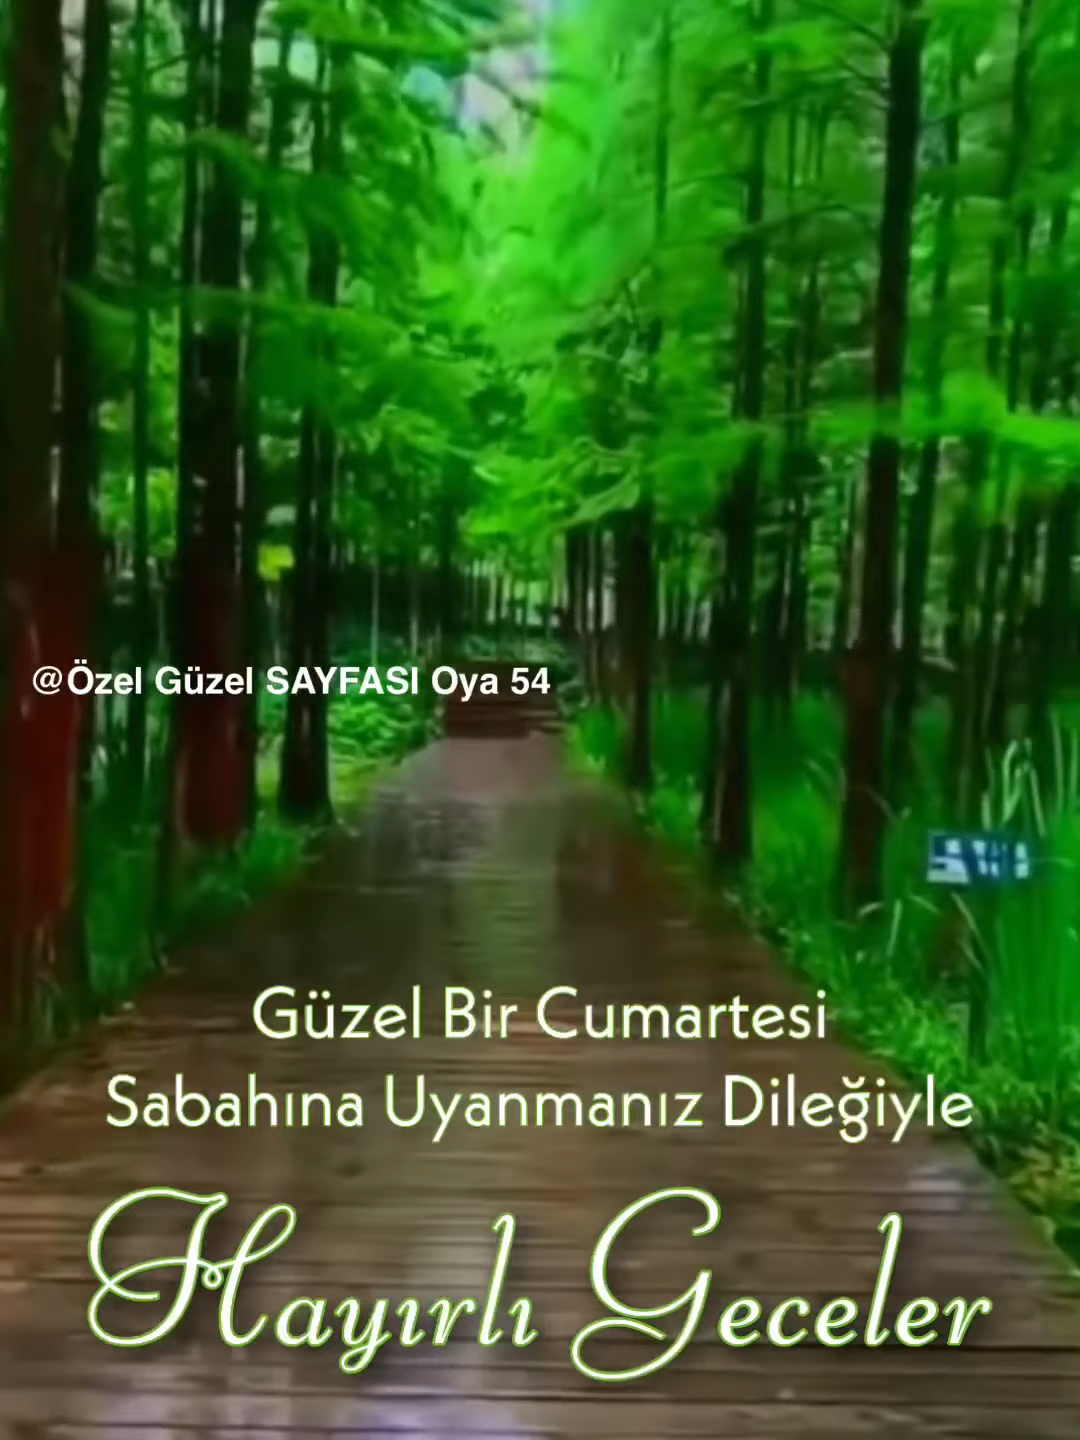 @Özel Güzel SAYFASI Oya 54
Güzel Bir Cumartesi
Sabahına Uyanmanız Dileğiyle
Hayırlı Geceler